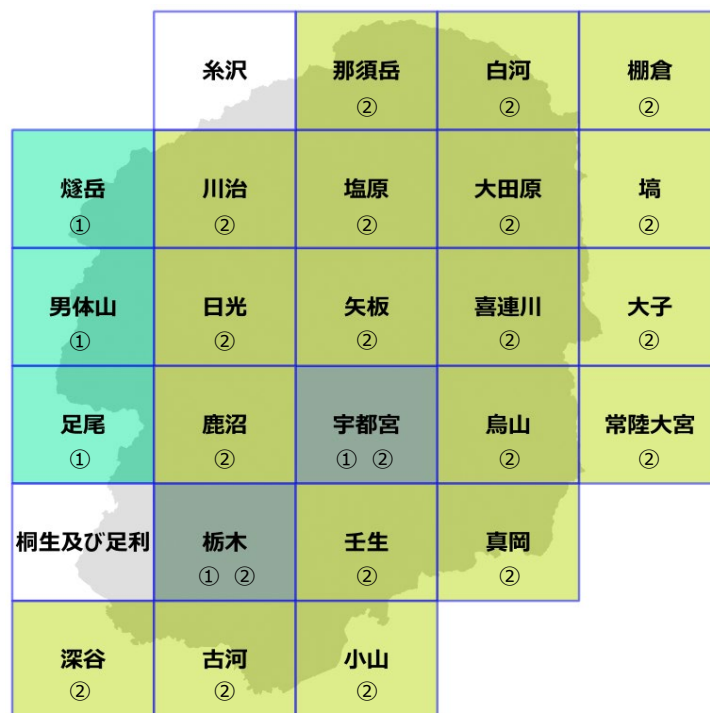 糸沢 那須岳 白河 棚倉
② ② ②
燧岳 川治 塩原 大田原 塙
① ② ② ② ②
男体山 日光 矢板 喜連川 大子
① ② ② ② ②
足尾 鹿沼 宇都宮 烏山 常陸大宮
① ② ① ② ② ②
桐生及び足利 栃木 壬生 真岡
① ② ② ②
深谷 古河 小山
② ② ②